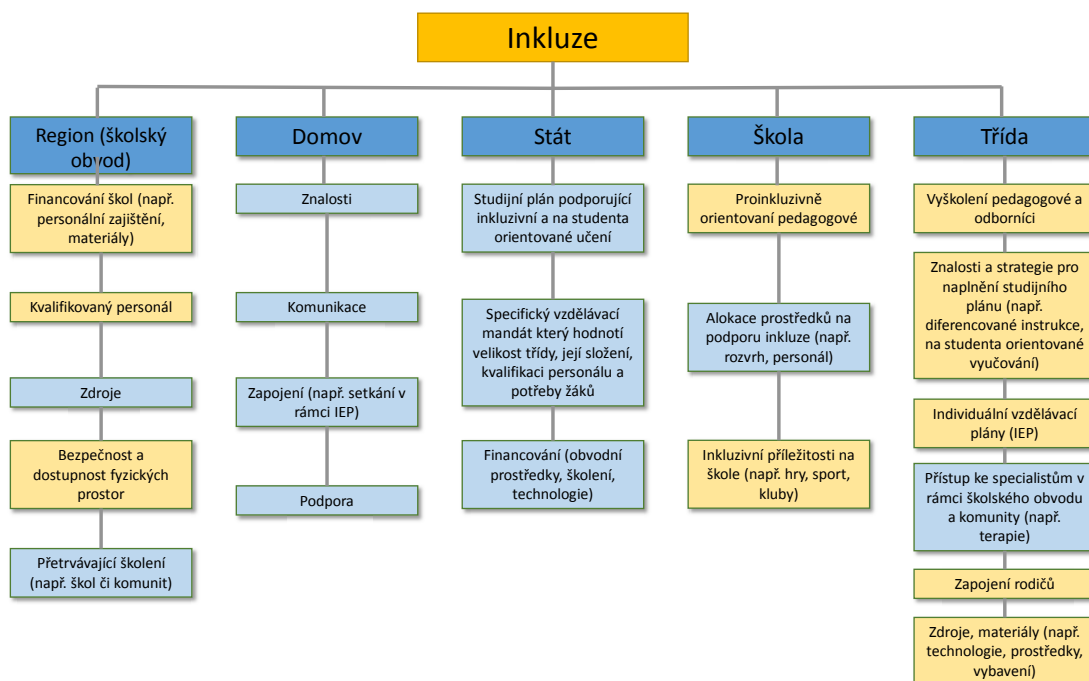 Inkluze
Region (školský
obvod)
Financování škol (např.
personální zajištění,
materiály)
Kvalifikovaný personál
Zdroje
Bezpečnost a
dostupnost fyzických
prostor
Přetrvávající školení
(např. škol či komunit)
Domov
Znalosti
Komunikace
Zapojení (např. setkání v
rámci IEP)
Podpora
Stát
Studijní plán podporující
inkluzivní a na studenta
orientované učení
Specifický vzdělávací
mandát který hodnotí
velikost třídy, její složení,
kvalifikaci personálu a
potřeby žáků
Financování (obvodní
prostředky, školení,
technologie)
Škola
Proinkluzivně
orientovaní pedagogové
Alokace prostředků na
podporu inkluze (např.
rozvrh, personál)
Inkluzivní příležitosti na
škole (např. hry, sport,
kluby)
Třída
Vyškolení pedagogové a
odborníci
Znalosti a strategie pro
naplnění studijního
plánu (např.
diferencované instrukce,
na studenta orientované
vyučování)
Individuální vzdělávací
plány (IEP)
Přístup ke specialistům v
rámci školského obvodu
a komunity (např.
terapie)
Zapojení rodičů
Zdroje, materiály (např.
technologie, prostředky,
vybavení)